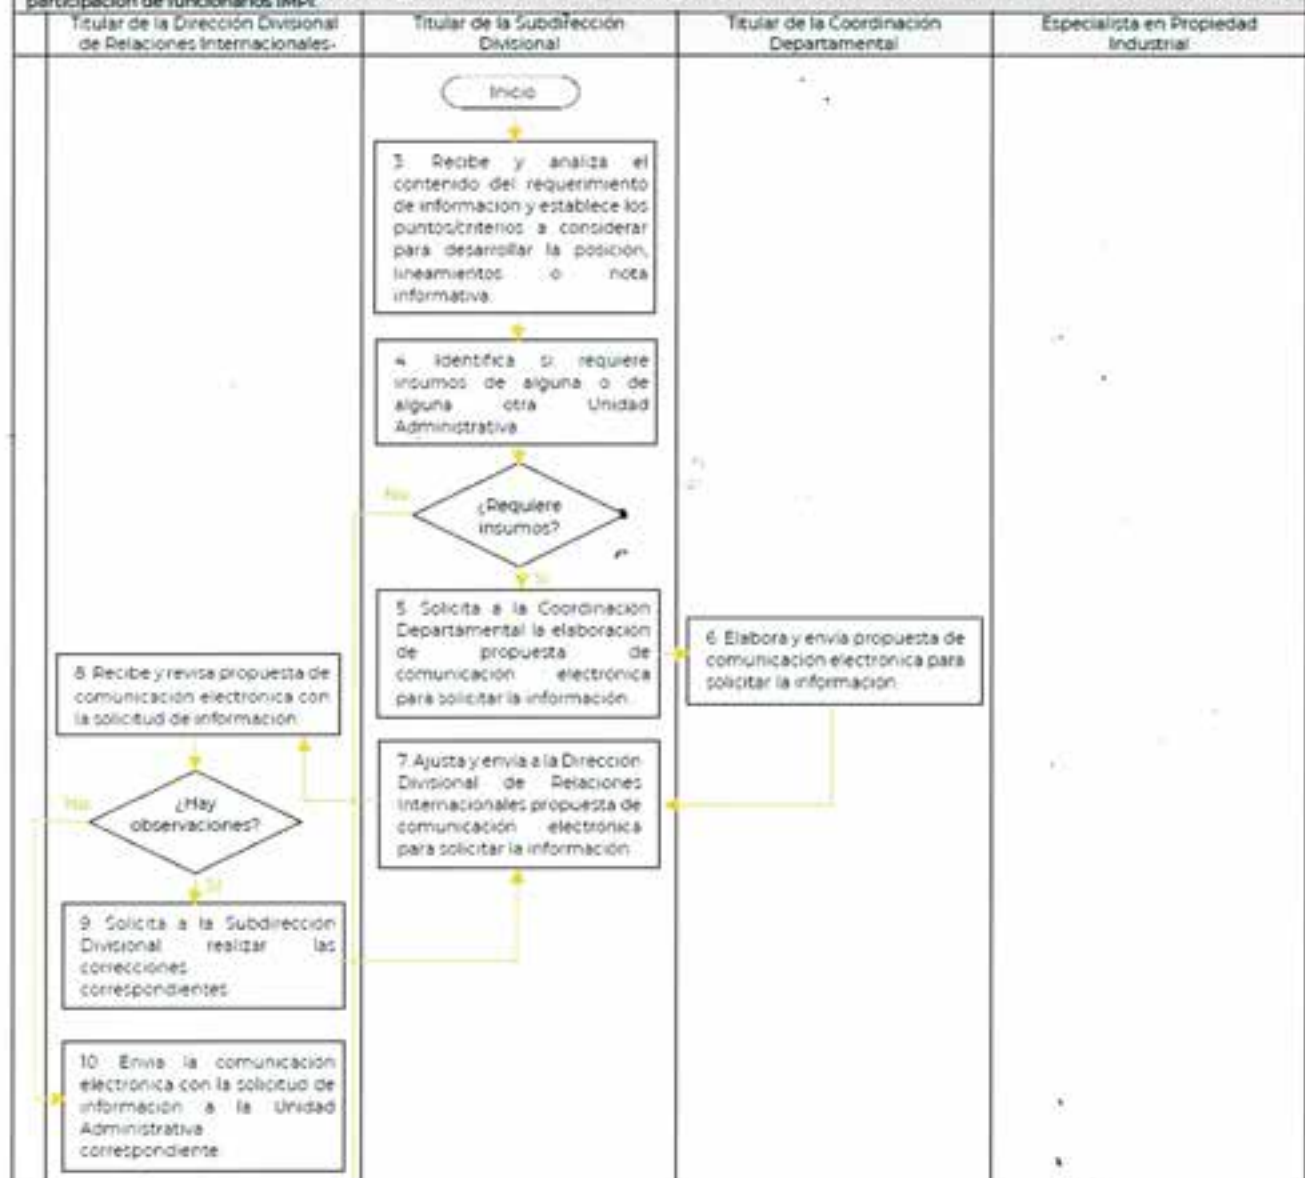 participación de funcionarios IMPI.
Titular de la Dirección Divisional
de Relaciones Internacionales-
Titular de la Subdirección
Divisional
Titular de la Coordinación
Departamental
Especialista en Propiedad
Industrial
Inicio
3. Recibe y analiza el
contenido del requerimiento
de información y establece los
puntos/criterios a considerar
para desarrollar la posición,
lineamientos o nota
informativa.
4. Identifica si requiere
insumos de alguna o de
alguna otra Unidad
Administrativa
No
¿Requiere
insumos?
Si
5. Solicita a la Coordinación
Departamental la elaboración
de propuesta de
comunicación electrónica
para solicitar la información.
6. Elabora y envía propuesta de
comunicación electrónica para
solicitar la información.
8. Recibe y revisa propuesta de
comunicación electrónica con
la solicitud de información.
7. Ajusta y envía a la Dirección
Divisional de Relaciones
Internacionales propuesta de
comunicación electrónica
para solicitar la información
No
¿Hay
observaciones?
Si
9. Solicita a la Subdirección
Divisional realizar las
correcciones
correspondientes
10. Envía la comunicación
electrónica con la solicitud de
información a la Unidad
Administrativa
correspondiente